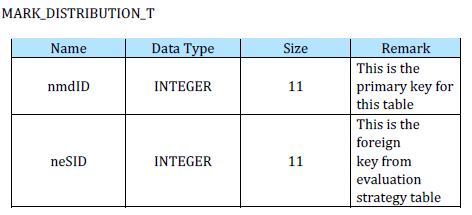 MARK_DISTRIBUTION_T
Name Data Type Size Remark
nmdID INTEGER 11 This is the
primary key for
this table
neSID INTEGER 11 This is the
foreign
key from
evaluation
strategy table